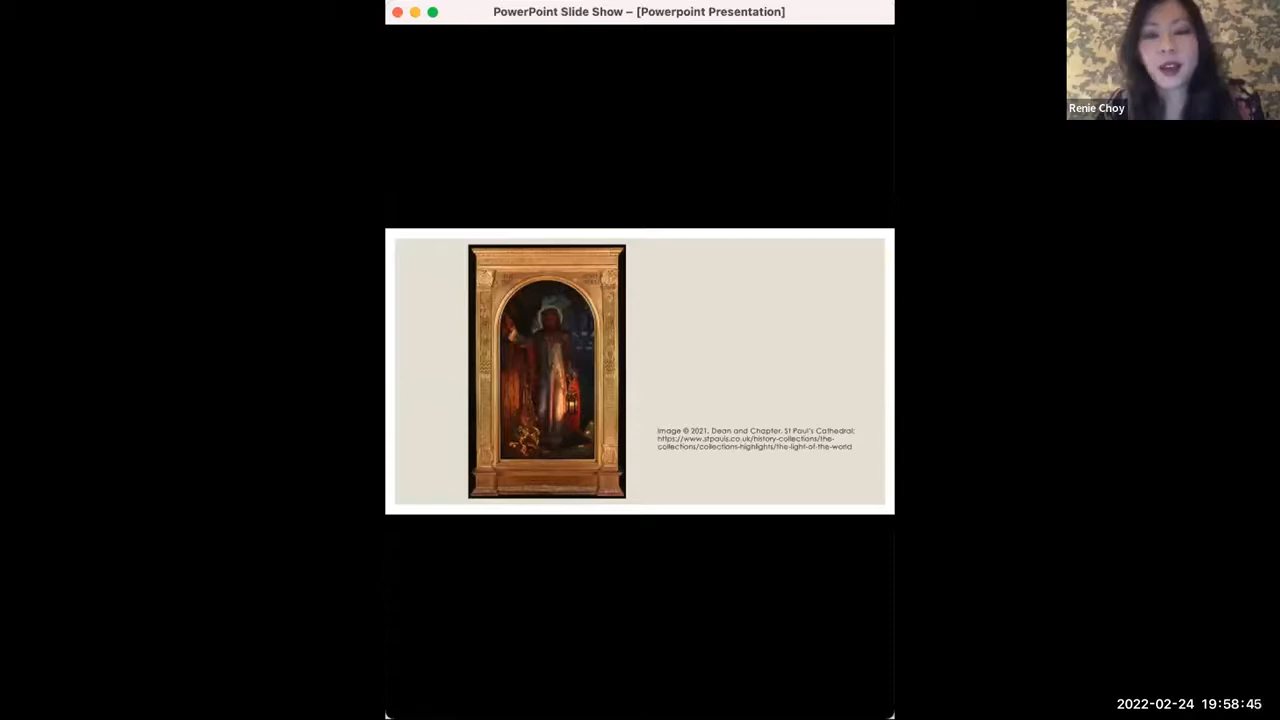 PowerPoint Slide Show – [Powerpoint Presentation]
Renie Choy
Image © 2021, Dean and Chapter, St Paul's Cathedral;
https://www.stpauls.co.uk/history-collections/the-
collections/collections-highlights/the-light-of-the-world
2022-02-24 19:58:45